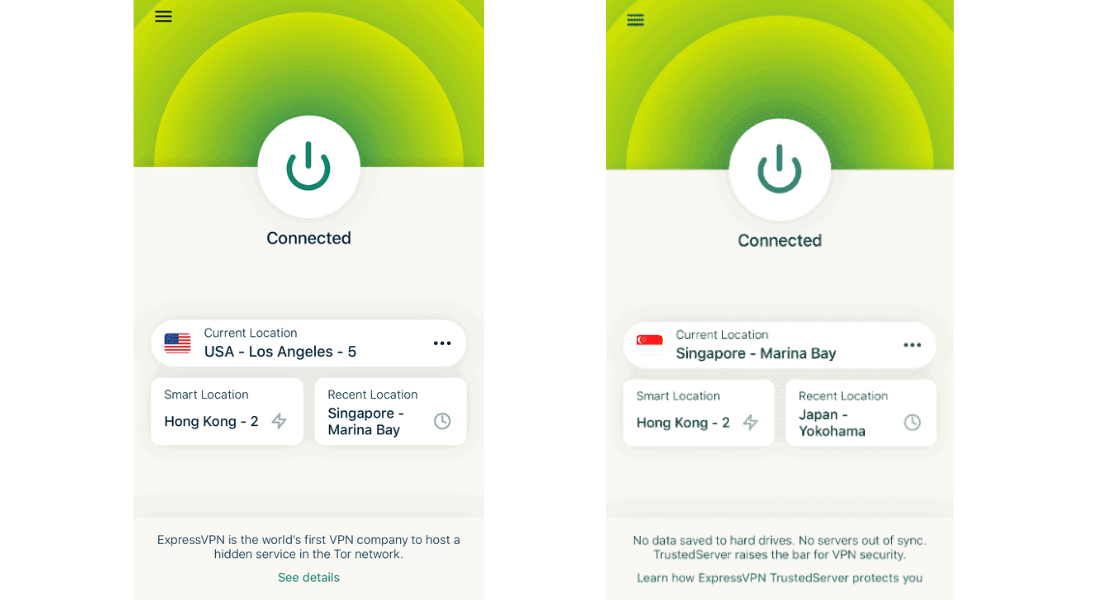 Connected
Current Location
USA - Los Angeles - 5
Smart Location
Hong Kong - 2
Recent Location
Singapore -
Marina Bay
ExpressVPN is the world's first VPN company to host a
hidden service in the Tor network.
See details
Connected
Current Location
Singapore - Marina Bay
Smart Location
Hong Kong - 2
Recent Location
Japan -
Yokohama
No data saved to hard drives. No servers out of sync.
TrustedServer raises the bar for VPN security.
Learn how ExpressVPN TrustedServer protects you